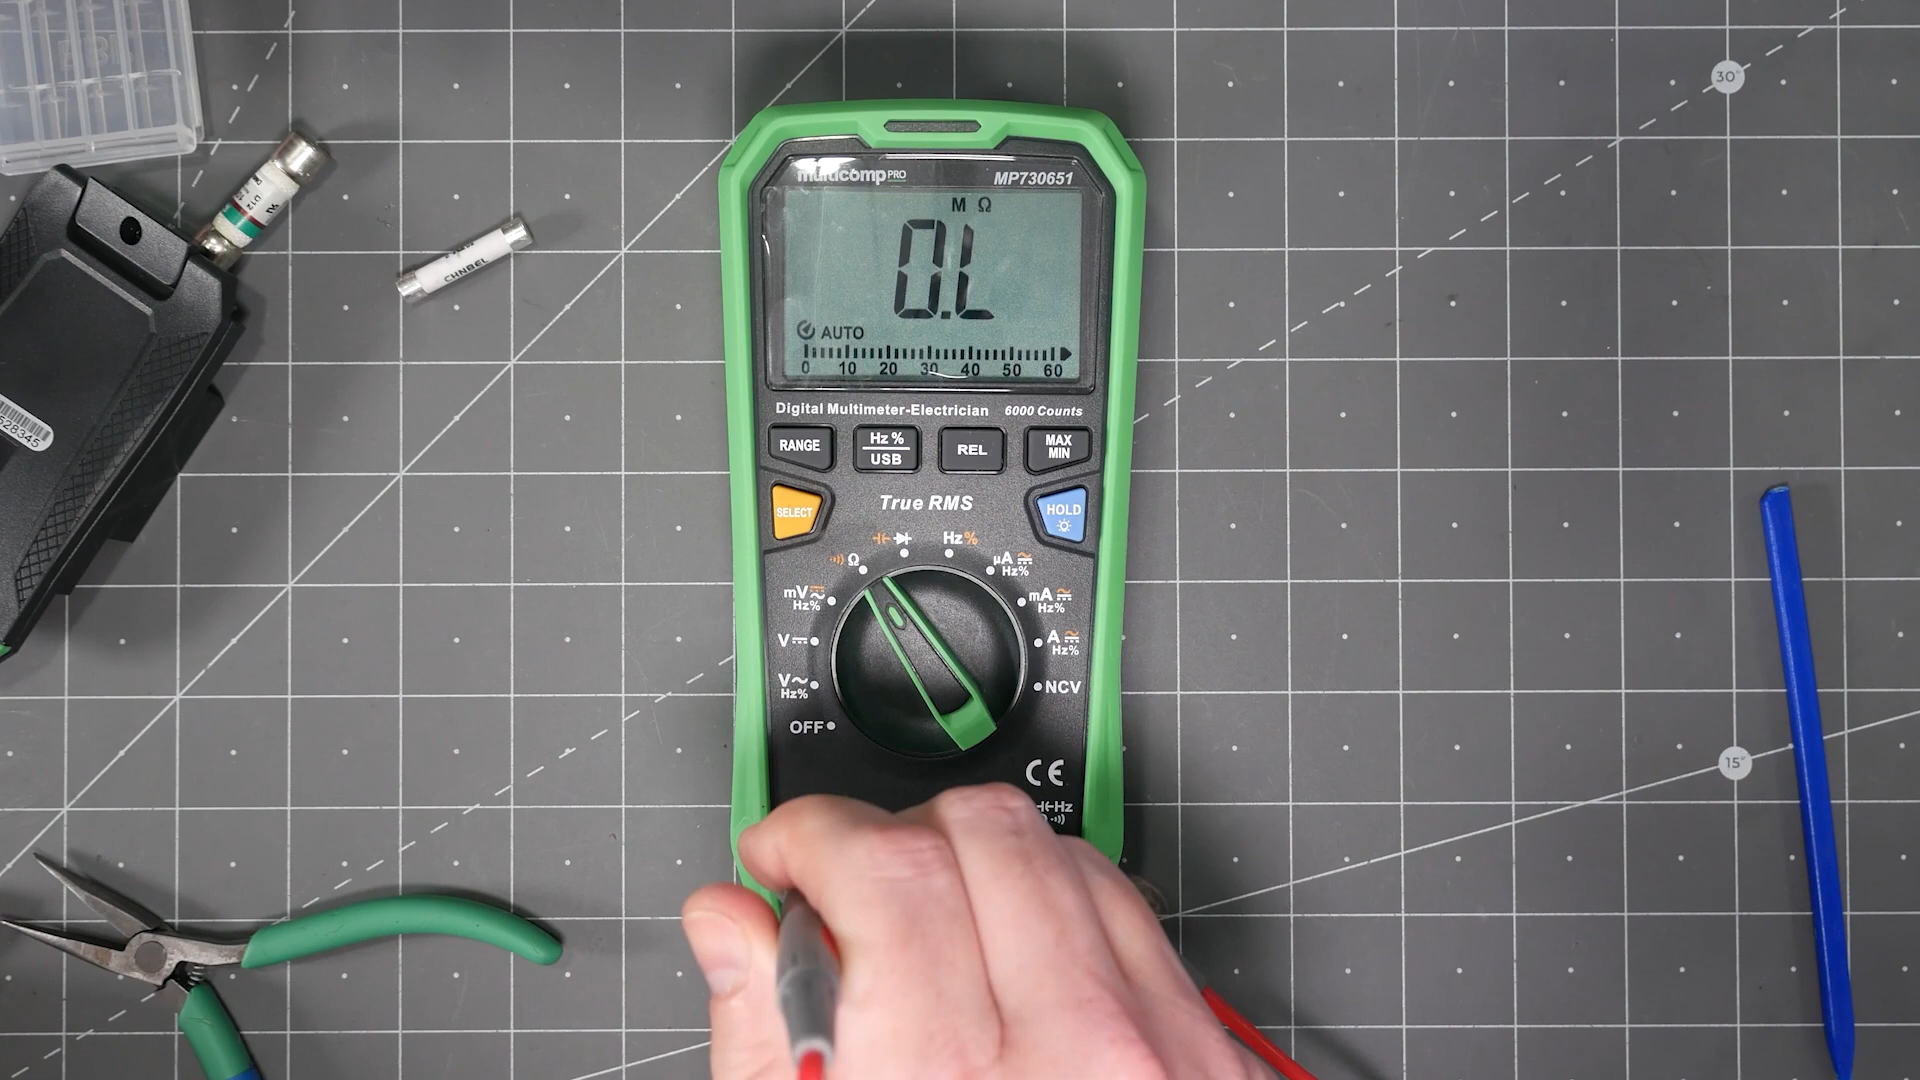 multicomp PRO
MP730651
M Ω
0.L
AUTO
0 10 20 30 40 50 60
Digital Multimeter-Electrician 6000 Counts
RANGE
Hz %
USB
REL
MAX
MIN
SELECT
True RMS
HOLD
Hz%
Ω
µA
Hz%
mV
Hz%
mA
Hz%
V
A
Hz%
V~
Hz%
NCV
OFF
CE
Hz
30°
15°
528345
CHNBEL